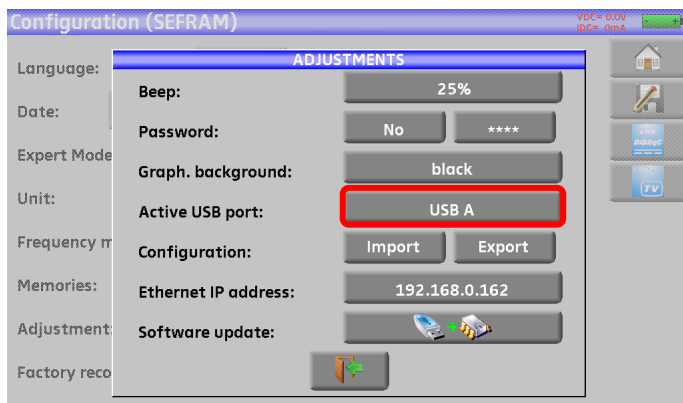 Configuration (SEFRAM)
VDC= 0.0V
IDC= 0mA
ADJUSTMENTS
Language:
Date:
Expert Mode
Unit:
Frequency m
Memories:
Adjustment:
Factory reco
Beep:
25%
Password:
No
****
Graph. background:
black
Active USB port:
USB A
Configuration:
Import
Export
Ethernet IP address:
192.168.0.162
Software update:
LNB
DiSEqC
TV